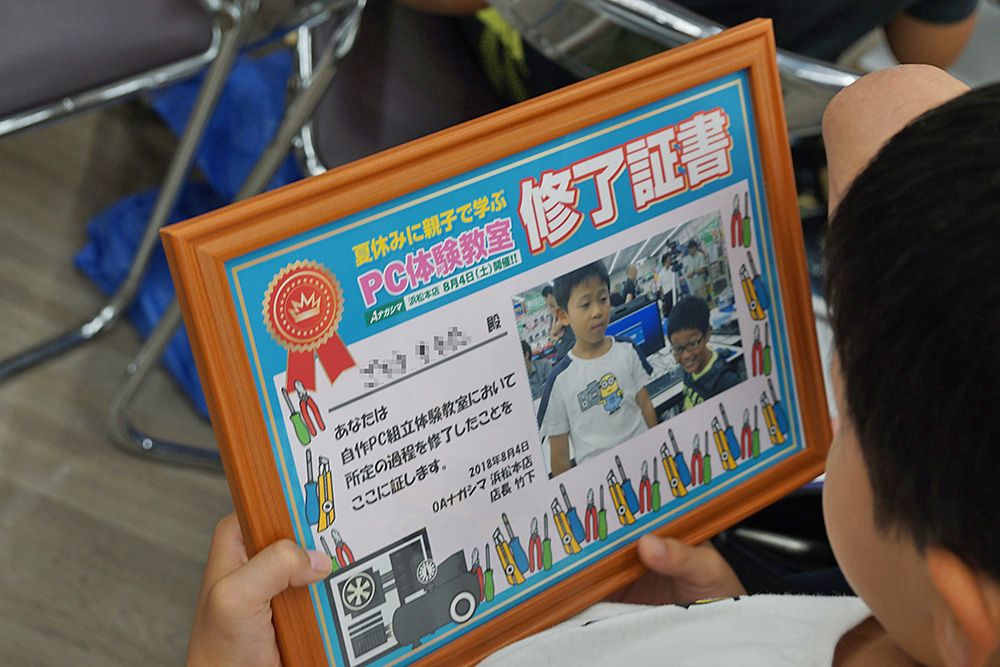 夏休みに親子で学ぶ
PC体験教室 修了証書
Aナガシマ 浜松本店 8月4日(土)開催!!
殿
あなたは
自作PC組立体験教室において
所定の過程を修了したことを
ここに証します。
2018年8月4日
OAナガシマ 浜松本店
店長 竹下